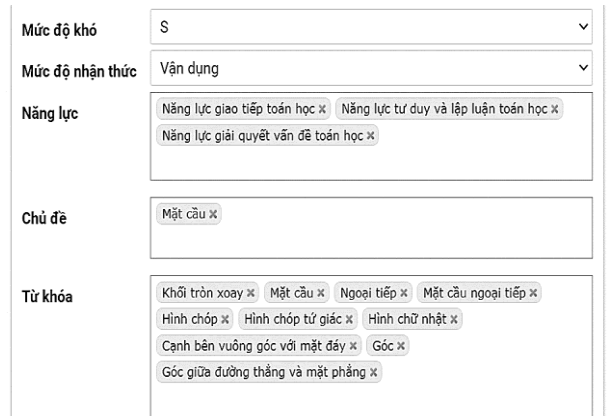 Mức độ khó S
Mức độ nhận thức Vận dụng
Năng lực Năng lực giao tiếp toán học × Năng lực tư duy và lập luận toán học ×
Năng lực giải quyết vấn đề toán học ×
Chủ đề Mặt cầu ×
Từ khóa Khối tròn xoay × Mặt cầu × Ngoại tiếp × Mặt cầu ngoại tiếp ×
Hình chóp × Hình chóp tứ giác × Hình chữ nhật ×
Cạnh bên vuông góc với mặt đáy × Góc ×
Góc giữa đường thẳng và mặt phẳng ×